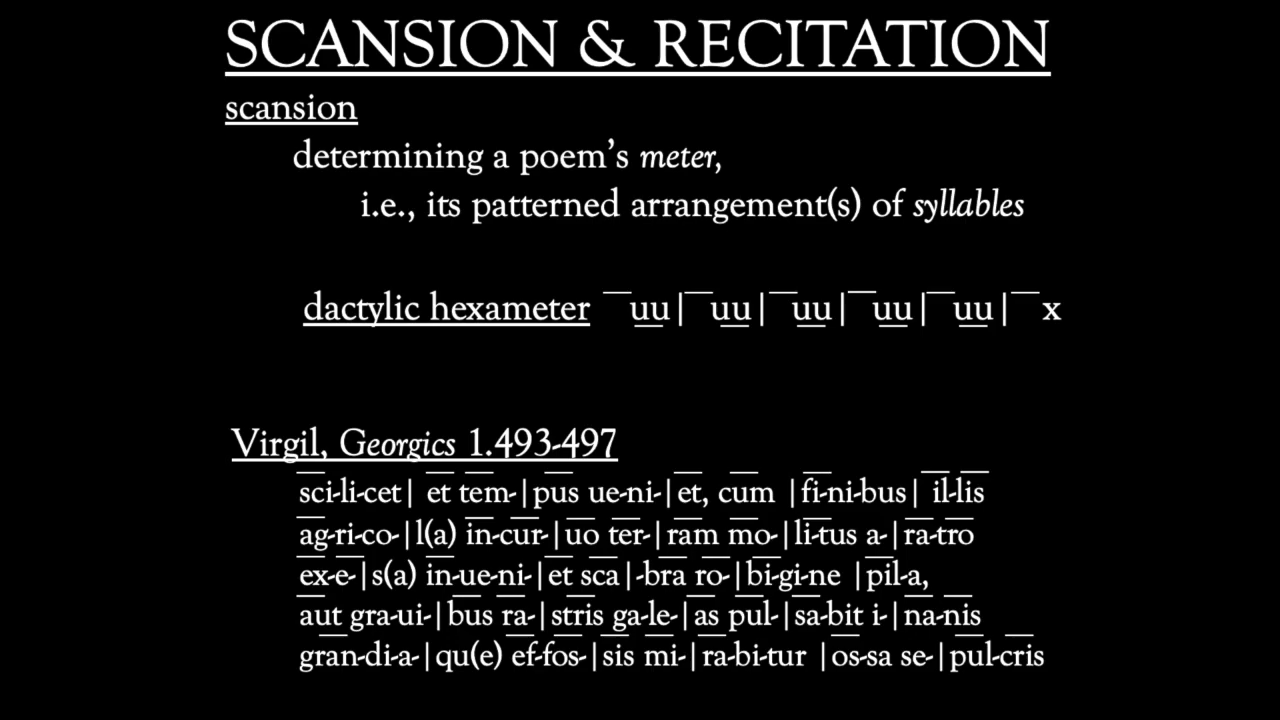 SCANSION & RECITATION
scansion
determining a poem's meter,
i.e., its patterned arrangement(s) of syllables
dactylic hexameter ¯uu|¯uu|¯uu|¯uu|¯uu|¯x
Virgil, Georgics 1.493-497
sci-li-cet| et tem-|pus ue-ni-|et, cum |fi-ni-bus| il-lis
ag-ri-co-|l(a) in-cur-|uo ter-|ram mo-|li-tus a-|ra-tro
ex-e-|s(a) in-ue-ni-|et sca|-bra ro-|bi-gi-ne |pil-a,
aut gra-ui-|bus ra-|stris ga-le-|as pul-|sa-bit i-|na-nis
gran-di-a-|qu(e) ef-fos-|sis mi-|ra-bi-tur |os-sa se-|pul-cris